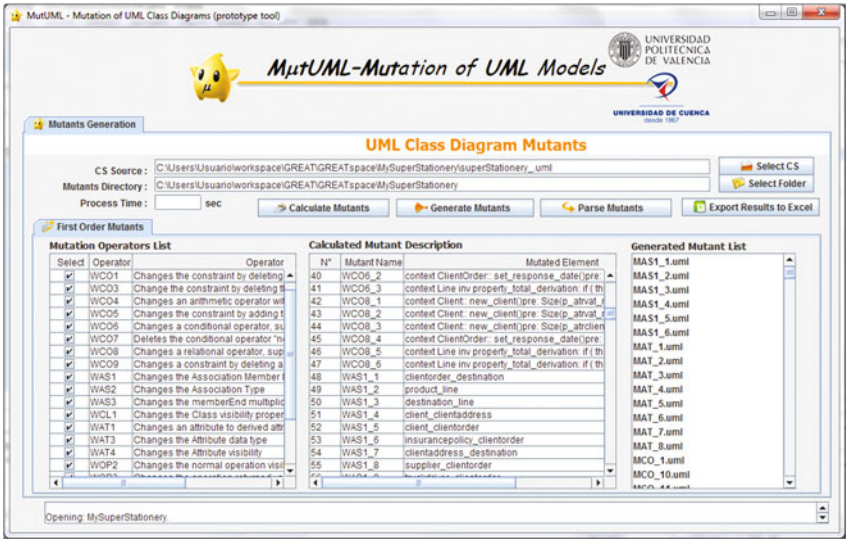 MutUML - Mutation of UML Class Diagrams (prototype tool)
MμtUML-Mutation of UML Models
μ
UNIVERSIDAD
POLITECNICA
DE VALENCIA
UNIVERSIDAD DE CUENCA
desde 1867
Mutants Generation
UML Class Diagram Mutants
CS Source : C:\Users\Usuario\workspace\GREAT\GREATspace\MySuperStationery\superStationery_.uml Select CS
Mutants Directory : C:\Users\Usuario\workspace\GREAT\GREATspace\MySuperStationery Select Folder
Process Time : sec Calculate Mutants Generate Mutants Parse Mutants Export Results to Excel
First Order Mutants
Mutation Operators List
Select Operator Operator
WCO1 Changes the constraint by deleting
WCO3 Change the constraint by deleting t
WCO4 Changes an arithmetic operator wit
WCO5 Changes the constraint by adding t
WCO6 Changes a conditional operator, su
WCO7 Deletes the conditional operator "n
WCO8 Changes a relational operator, sup
WCO9 Changes a constraint by deleting a
WAS1 Changes the Association Member
WAS2 Changes the Association Type
WAS3 Changes the memberEnd multiplic
WCL1 Changes the Class visibility proper
WAT1 Changes an attribute to derived attr
WAT3 Changes the Attribute data type
WAT4 Changes the Attribute visibility
WOP2 Changes the normal operation visi
Calculated Mutant Description
N° Mutant Name Mutated Element
40 WCO6_2 context ClientOrder:: set_response_date()pre:
41 WCO6_3 context Line inv property_total_derivation: if ( th
42 WCO8_1 context Client:: new_client()pre: Size(p_atrvat_r
43 WCO8_2 context Client:: new_client()pre: Size(p_atrvat_r
44 WCO8_3 context Client:: new_client()pre: Size(p_atrclien
45 WCO8_4 context ClientOrder:: set_response_date()pre:
46 WCO8_5 context Line inv property_total_derivation: if ( th
47 WCO8_6 context Line inv property_total_derivation: if ( th
48 WAS1_1 clientorder_destination
49 WAS1_2 product_line
50 WAS1_3 destination_line
51 WAS1_4 client_clientaddress
52 WAS1_5 client_clientorder
53 WAS1_6 insurancepolicy_clientorder
54 WAS1_7 clientaddress_destination
55 WAS1_8 supplier_clientorder
Generated Mutant List
MAS1_1.uml
MAS1_2.uml
MAS1_3.uml
MAS1_4.uml
MAS1_5.uml
MAS1_6.uml
MAT_1.uml
MAT_2.uml
MAT_3.uml
MAT_4.uml
MAT_5.uml
MAT_6.uml
MAT_7.uml
MAT_8.uml
MCO_1.uml
MCO_10.uml
Opening: MySuperStationery.